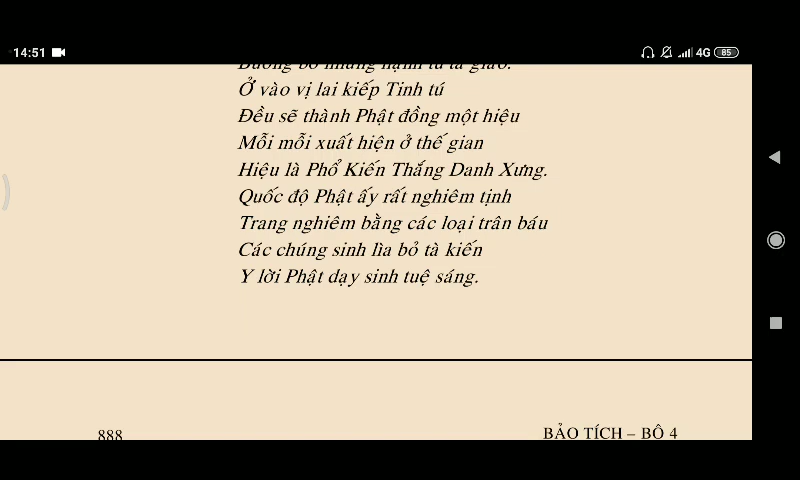 14:51
4G 85
Ở vào vị lai kiếp Tinh tú
Đều sẽ thành Phật đồng một hiệu
Mỗi mỗi xuất hiện ở thế gian
Hiệu là Phổ Kiến Thắng Danh Xưng.
Quốc độ Phật ấy rất nghiêm tịnh
Trang nghiêm bằng các loại trân báu
Các chúng sinh lìa bỏ tà kiến
Y lời Phật dạy sinh tuệ sáng.
888
BẢO TÍCH – BỘ 4